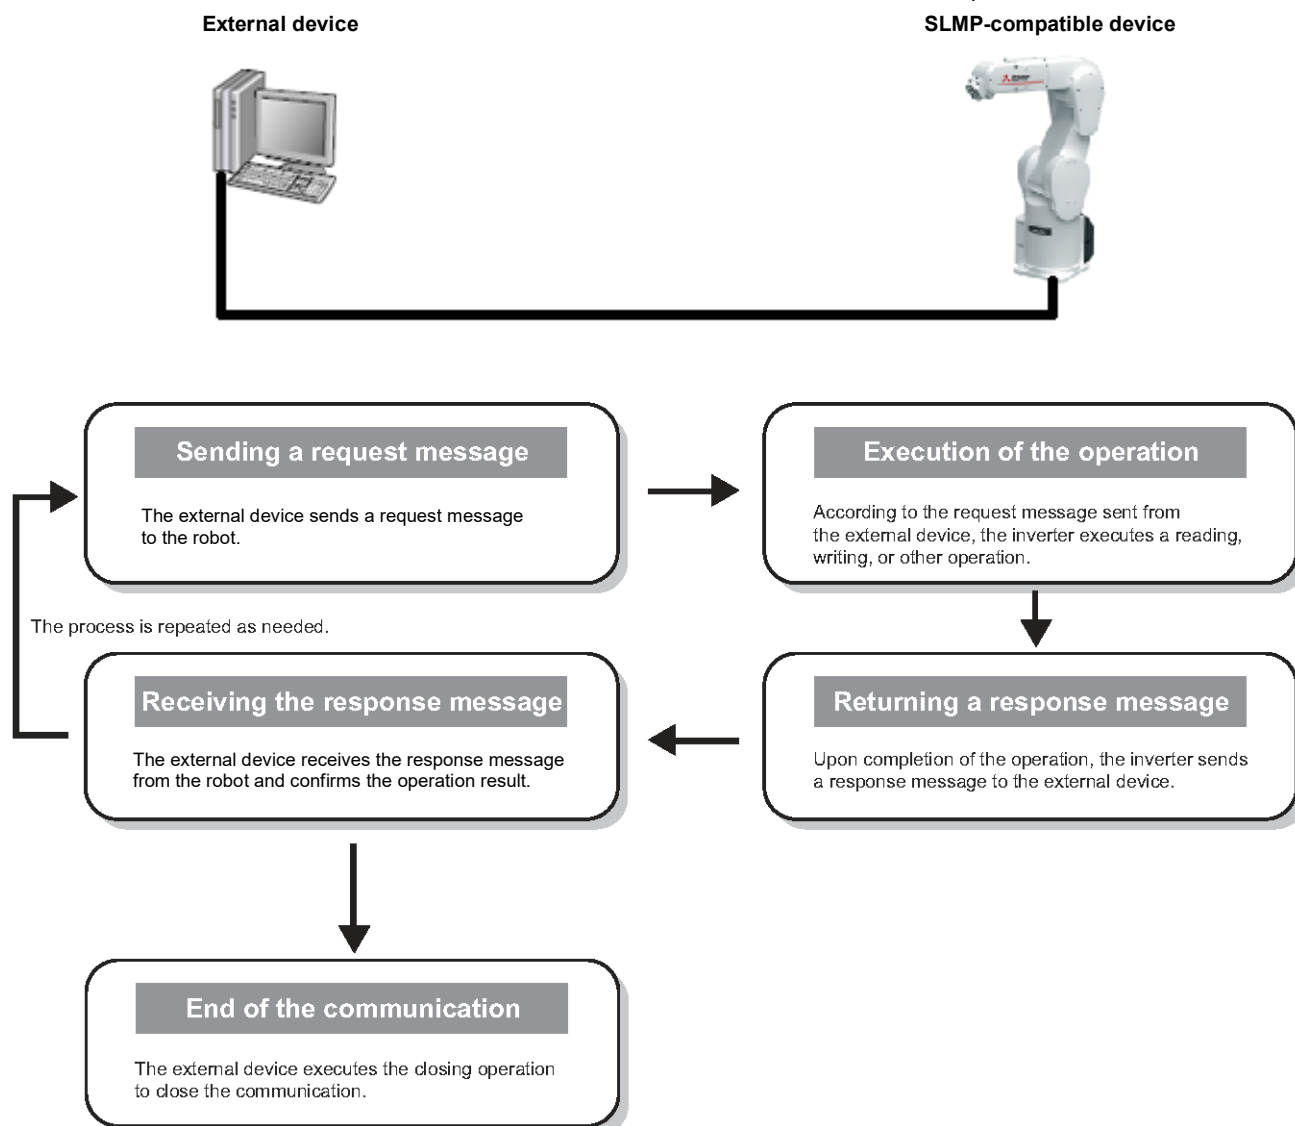 External device
SLMP-compatible device
Sending a request message
The external device sends a request message
to the robot.
Execution of the operation
According to the request message sent from
the external device, the inverter executes a reading,
writing, or other operation.
The process is repeated as needed.
Receiving the response message
The external device receives the response message
from the robot and confirms the operation result.
Returning a response message
Upon completion of the operation, the inverter sends
a response message to the external device.
End of the communication
The external device executes the closing operation
to close the communication.